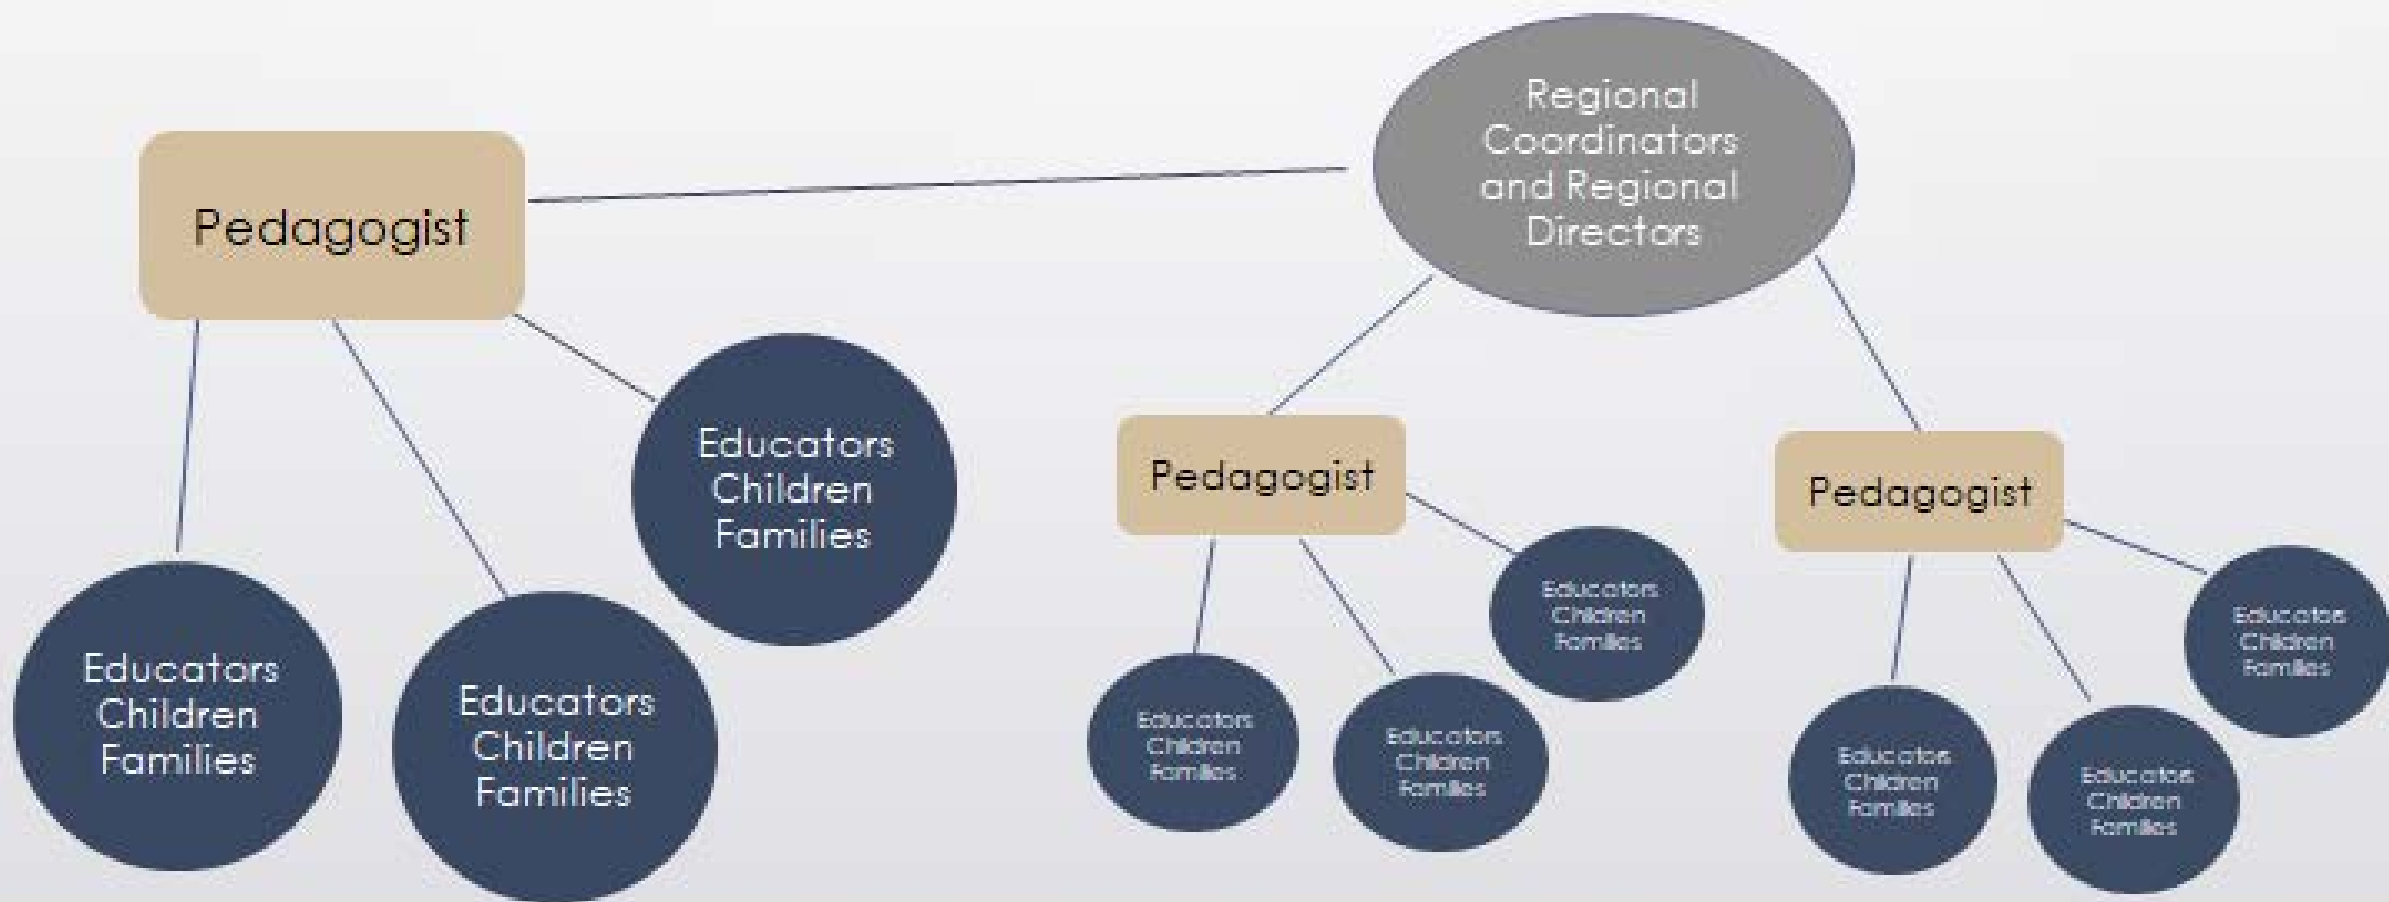 Regional
Coordinators
and Regional
Directors
Pedagogist
Educators
Children
Families
Educators
Children
Families
Educators
Children
Families
Pedagogist
Educators
Children
Families
Educators
Children
Families
Educators
Children
Families
Pedagogist
Educators
Children
Families
Educators
Children
Families
Educators
Children
Families